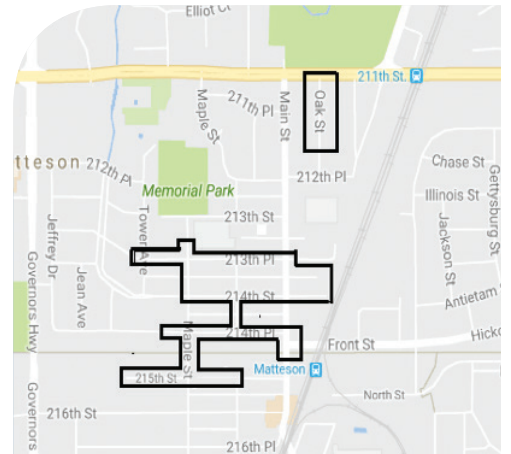 Elliot Ct
211th St.
211th Pl
Maple St
Main St
Oak St
tteson
212th Pl
212th Pl
Chase St
Gettysburg St
Memorial Park
Illinois St
213th St
Tower Ave
Jeffrey Dr
Jackson St
213th Pl
Governors Hwy
Jean Ave
214th St
Antietam
214th Pl
Maple St
Front St
Hicko
Matteson
215th St
North St
216th St
Governors
216th Pl